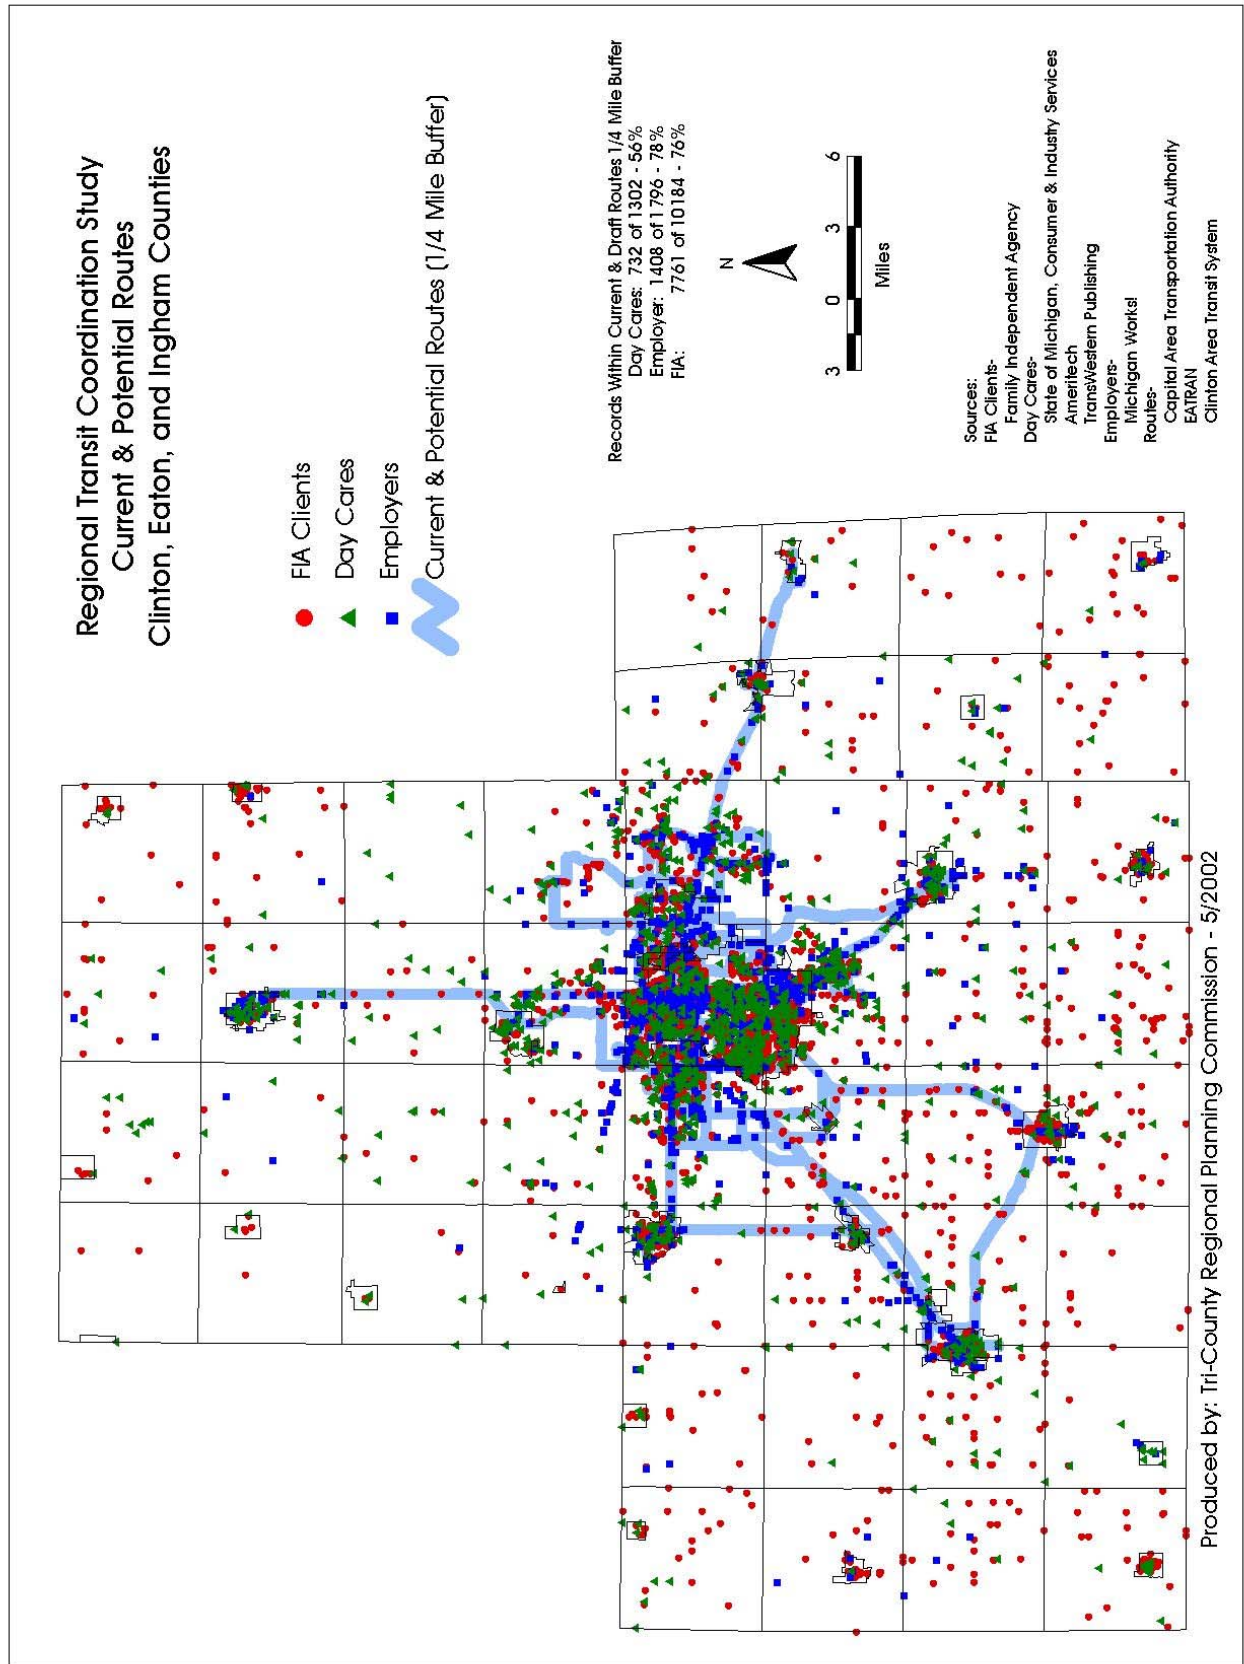 Regional Transit Coordination Study
Current & Potential Routes
Clinton, Eaton, and Ingham Counties
FIA Clients
Day Cares
Employers
Current & Potential Routes (1/4 Mile Buffer)
Records Within Current & Draft Routes 1/4 Mile Buffer
Day Cares: 732 of 1302 - 56%
Employer: 1408 of 1796 - 78%
FIA: 7761 of 10184 - 76%
N
3 0 3 6
Miles
Sources:
FIA Clients-
Family Independent Agency
Day Cares-
State of Michigan, Consumer & Industry Services
Ameritech
TransWestern Publishing
Employers-
Michigan Works!
Routes-
Capital Area Transportation Authority
EATRAN
Clinton Area Transit System
Produced by: Tri-County Regional Planning Commission - 5/2002